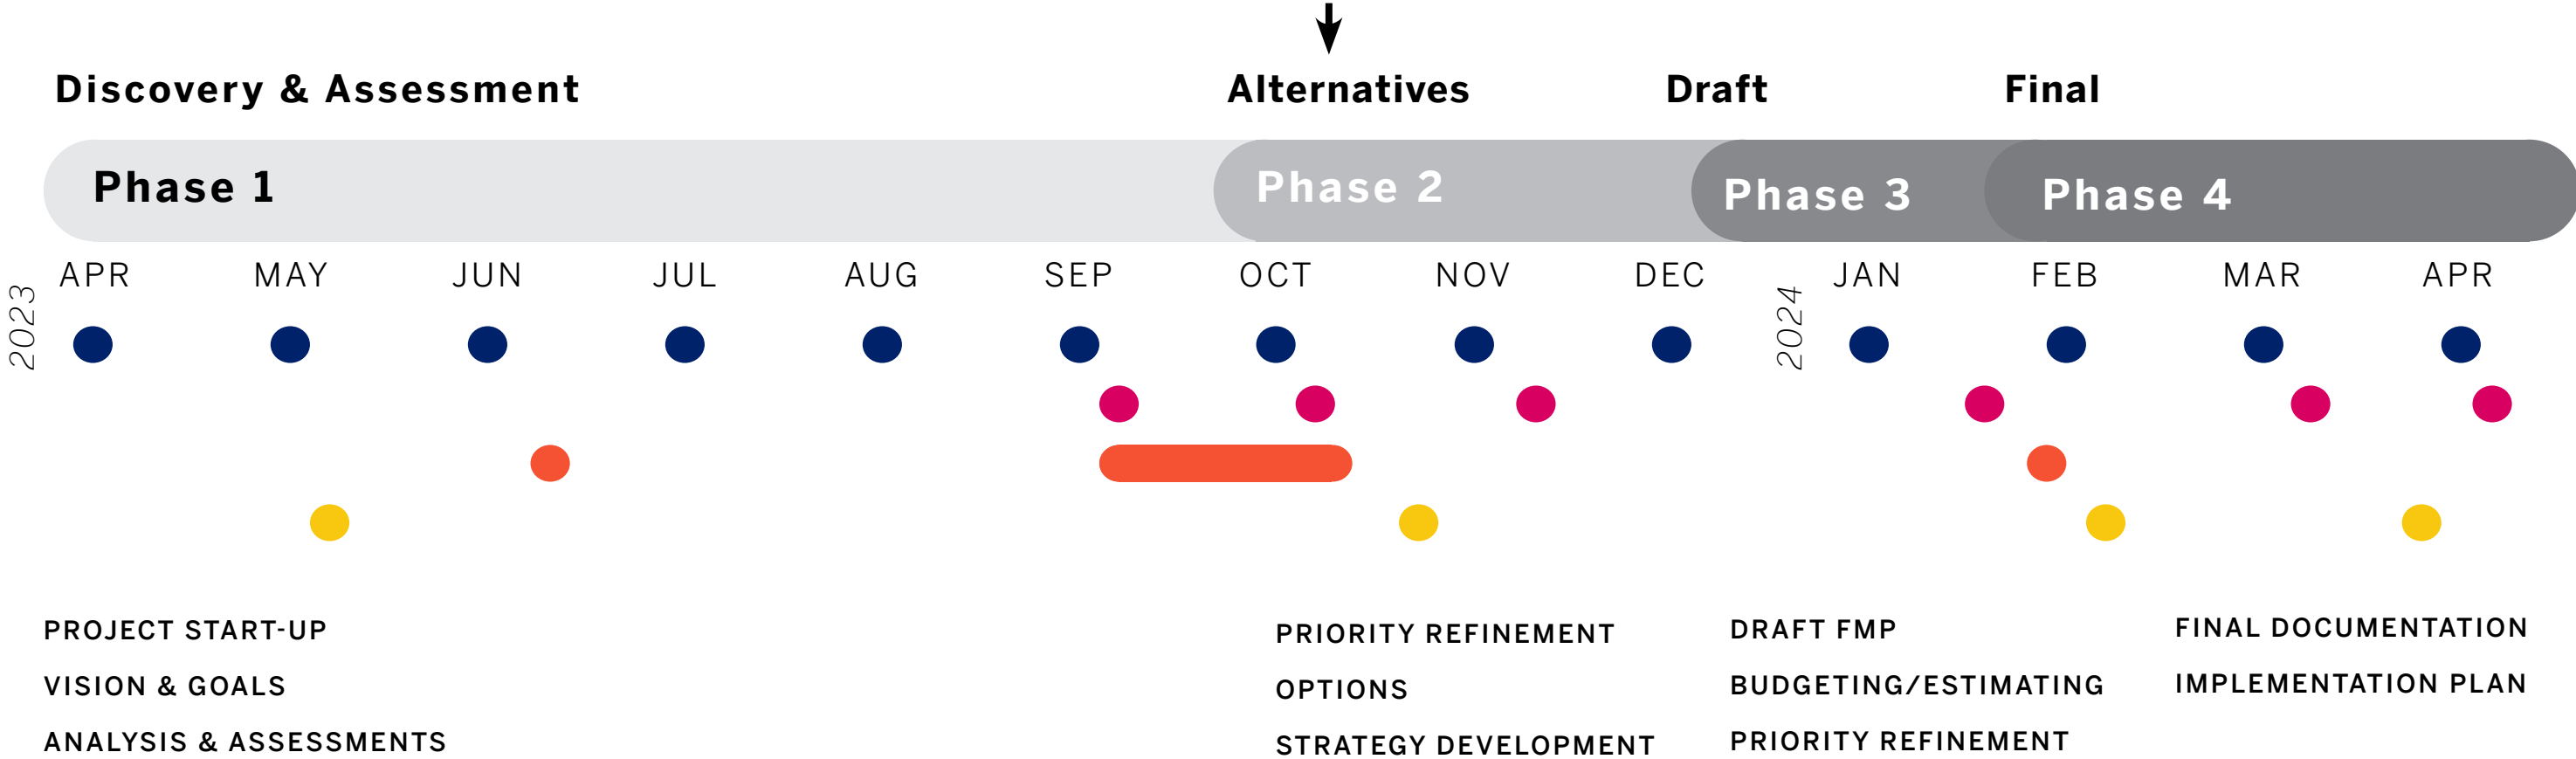 Discovery & Assessment
Alternatives
Draft
Final
Phase 1
Phase 2
Phase 3
Phase 4
2023
APR
MAY
JUN
JUL
AUG
SEP
OCT
NOV
DEC
2024
JAN
FEB
MAR
APR
PROJECT START-UP
VISION & GOALS
ANALYSIS & ASSESSMENTS
PRIORITY REFINEMENT
OPTIONS
STRATEGY DEVELOPMENT
DRAFT FMP
BUDGETING/ESTIMATING
PRIORITY REFINEMENT
FINAL DOCUMENTATION
IMPLEMENTATION PLAN